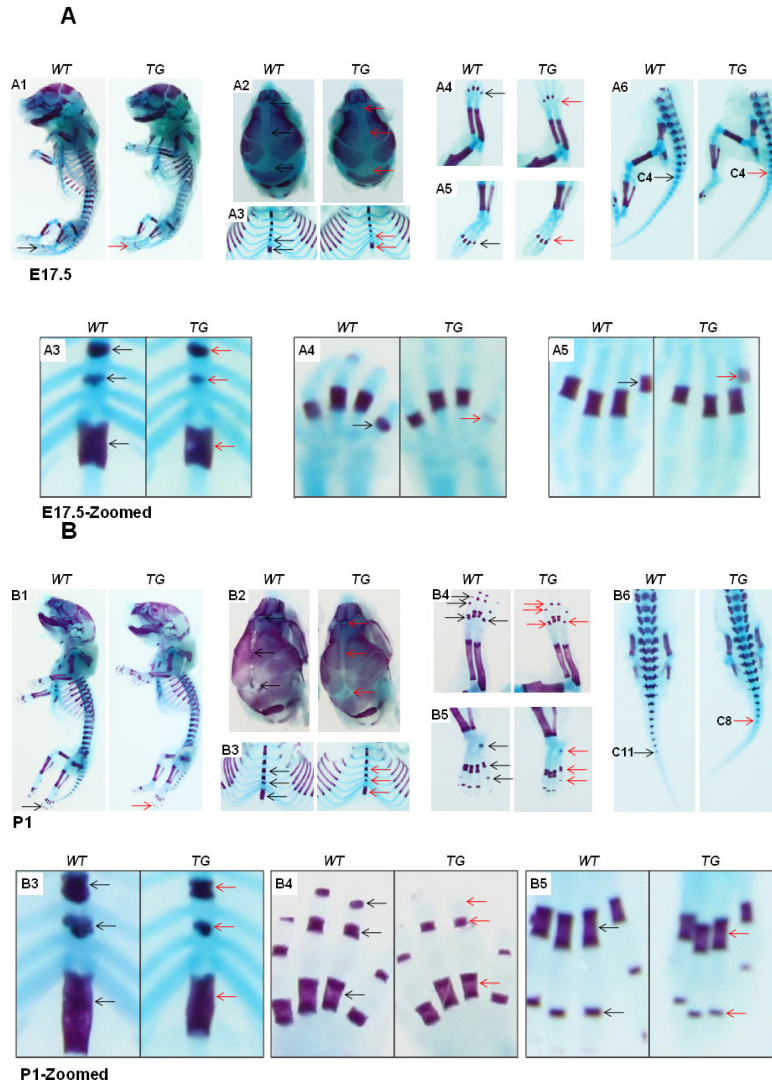 A
WT TG WT TG WT TG WT TG
A1 A2 A4 A6
C4 C4
A5
A3
E17.5
WT TG WT TG WT TG
A3 A4 A5
E17.5-Zoomed
B
WT TG WT TG WT TG WT TG
B1 B2 B4 B6
B5
C8
B3 C11
P1
WT TG WT TG WT TG
B3 B4 B5
P1-Zoomed